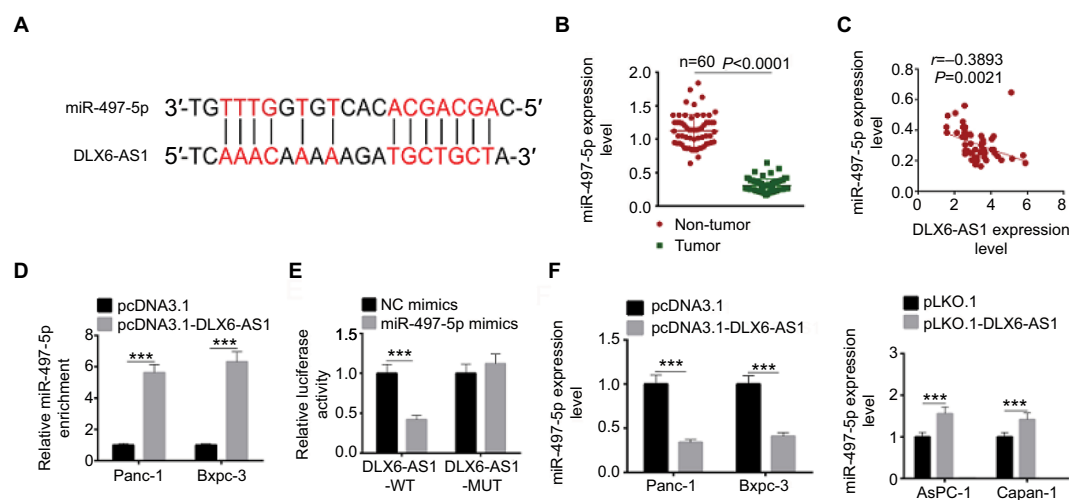 A
miR-497-5p 3′-TGTTTGGTGTCACACGACGAC-5′
DLX6-AS1 5′-TCAAACAAAAGATGCTGCTA-3′
B
n=60 P<0.0001
miR-497-5p expression
level
2.0
1.5
1.0
0.5
0.0
Non-tumor
Tumor
C
r=–0.3893
P=0.0021
miR-497-5p expression
level
0.8
0.6
0.4
0.2
0.0
0 2 4 6 8
DLX6-AS1 expression
level
D
pcDNA3.1
pcDNA3.1-DLX6-AS1
Relative miR-497-5p
enrichment
8
6
4
2
0
*** ***
Panc-1 Bxpc-3
E
NC mimics
miR-497-5p mimics
Relative luciferase
activity
1.5
1.0
0.5
0.0
***
DLX6-AS1 DLX6-AS1
-WT -MUT
F
pcDNA3.1
pcDNA3.1-DLX6-AS1
miR-497-5p expression
level
1.5
1.0
0.5
0.0
*** ***
Panc-1 Bxpc-3
pLKO.1
pLKO.1-DLX6-AS1
miR-497-5p expression
level
3
2
1
0
*** ***
AsPC-1 Capan-1